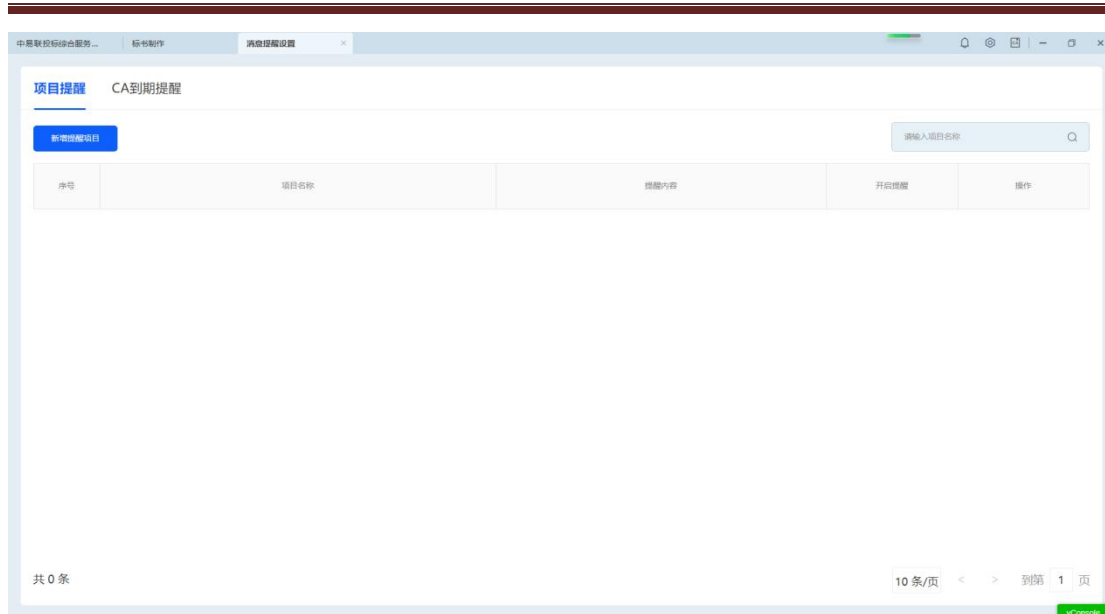 中易联投标综合服务... 标书制作 消息提醒设置
项目提醒 CA到期提醒
新增提醒项目 请输入项目名称
序号 项目名称 提醒内容 开启提醒 操作
共 0 条 10 条/页 < > 到第 1 页
vConsole